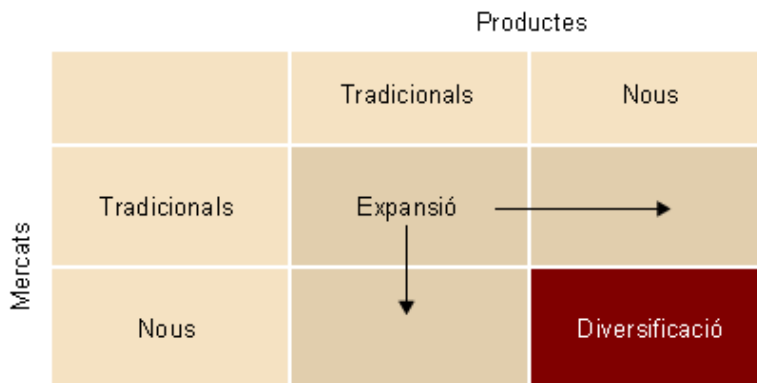 Productes
Tradicionals Nous
Tradicionals Expansió
Nous Diversificació
Mercats